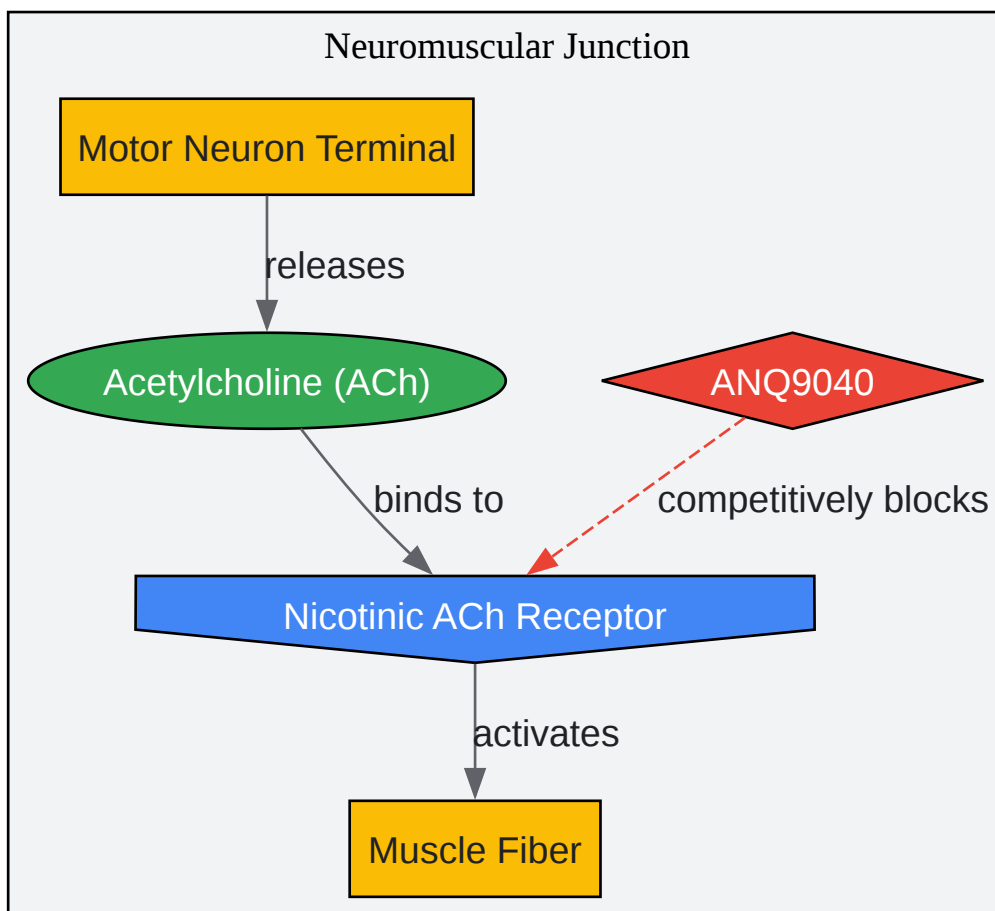 Neuromuscular Junction
Motor Neuron Terminal
releases
Acetylcholine (ACh)
ANQ9040
binds to
competitively blocks
Nicotinic ACh Receptor
activates
Muscle Fiber